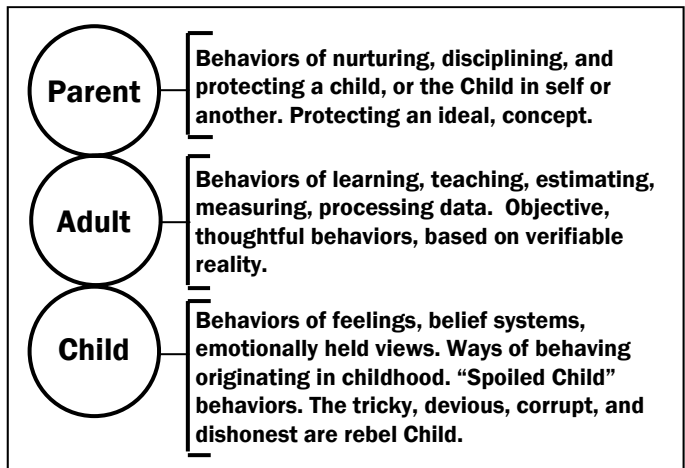 Parent
Behaviors of nurturing, disciplining, and
protecting a child, or the Child in self or
another. Protecting an ideal, concept.
Adult
Behaviors of learning, teaching, estimating,
measuring, processing data.  Objective,
thoughtful behaviors, based on verifiable
reality.
Child
Behaviors of feelings, belief systems,
emotionally held views. Ways of behaving
originating in childhood. “Spoiled Child”
behaviors. The tricky, devious, corrupt, and
dishonest are rebel Child.